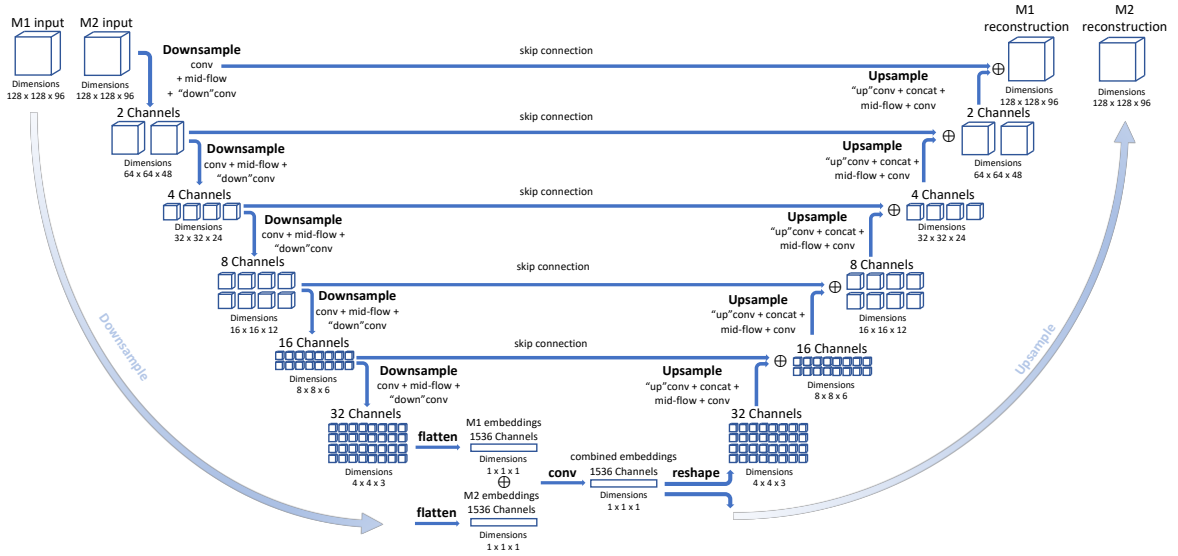 M1 input
M2 input
Dimensions
128 x 128 x 96
Dimensions
128 x 128 x 96
Downsample
conv
+ mid-flow
+ "down"conv
skip connection
M1
reconstruction
M2
reconstruction
Upsample
"up"conv + concat +
mid-flow + conv
Dimensions
128 x 128 x 96
Dimensions
128 x 128 x 96
2 Channels
Dimensions
64 x 64 x 48
Downsample
conv + mid-flow +
"down"conv
skip connection
Upsample
"up"conv + concat +
mid-flow + conv
2 Channels
Dimensions
64 x 64 x 48
4 Channels
Dimensions
32 x 32 x 24
Downsample
conv + mid-flow +
"down"conv
skip connection
Upsample
"up"conv + concat +
mid-flow + conv
4 Channels
Dimensions
32 x 32 x 24
8 Channels
Dimensions
16 x 16 x 12
Downsample
conv + mid-flow +
"down"conv
skip connection
Upsample
"up"conv + concat +
mid-flow + conv
8 Channels
Dimensions
16 x 16 x 12
16 Channels
Dimensions
8 x 8 x 6
Downsample
conv + mid-flow +
"down"conv
skip connection
Upsample
"up"conv + concat +
mid-flow + conv
16 Channels
Dimensions
8 x 8 x 6
32 Channels
Dimensions
4 x 4 x 3
flatten
M1 embeddings
1536 Channels
Dimensions
1 x 1 x 1
flatten
M2 embeddings
1536 Channels
Dimensions
1 x 1 x 1
conv
combined embeddings
1536 Channels
Dimensions
1 x 1 x 1
reshape
32 Channels
Dimensions
4 x 4 x 3
Downsample
Upsample